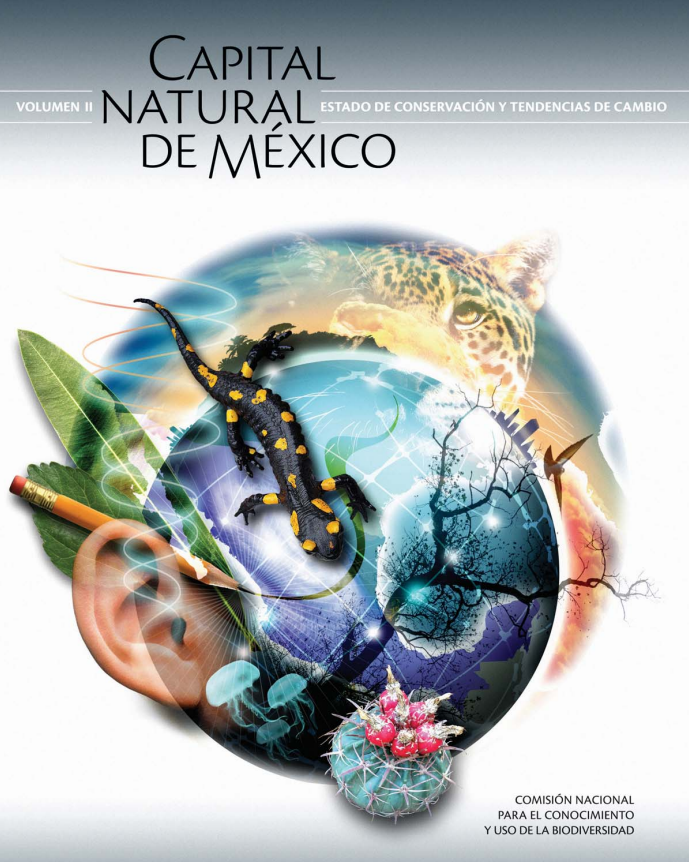 CAPITAL
VOLUMEN II NATURAL ESTADO DE CONSERVACIÓN Y TENDENCIAS DE CAMBIO
DE MÉXICO
COMISIÓN NACIONAL
PARA EL CONOCIMIENTO
Y USO DE LA BIODIVERSIDAD